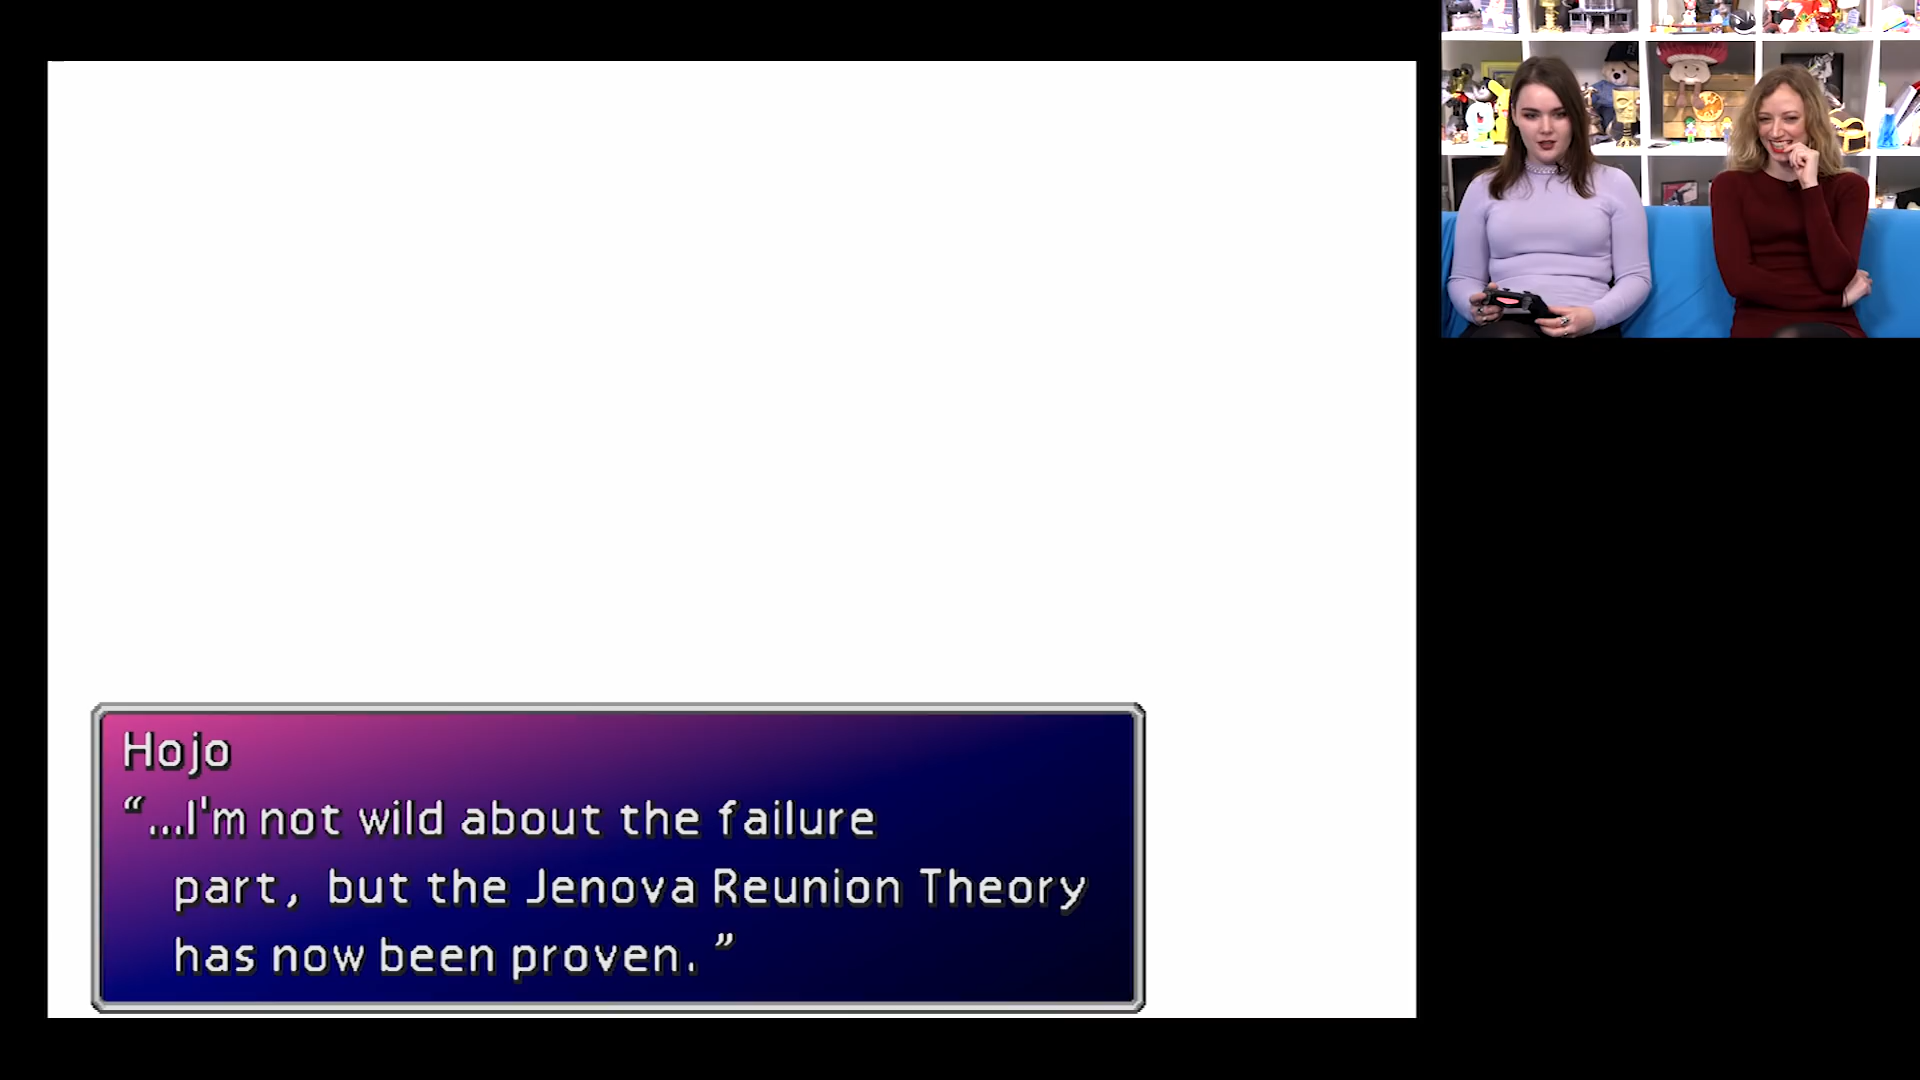 Hojo
“...I'm not wild about the failure
part, but the Jenova Reunion Theory
has now been proven. ”